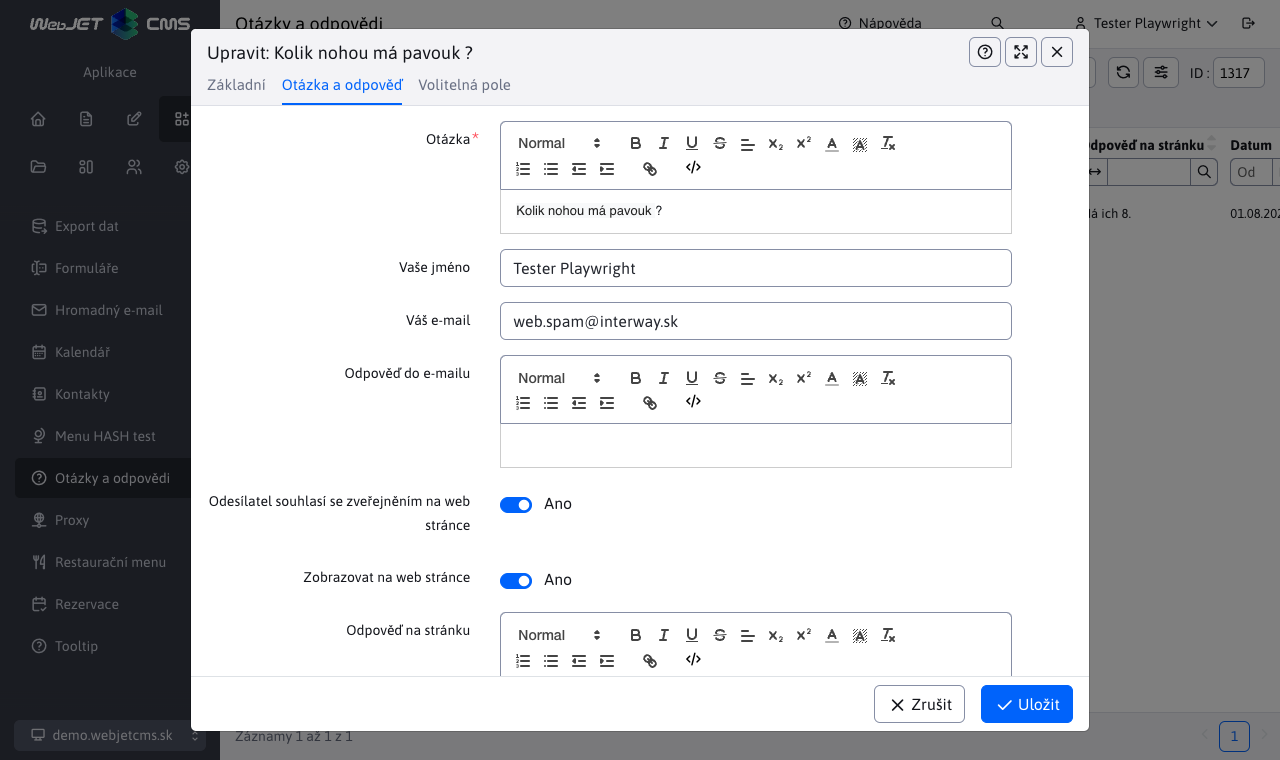 WebJET CMS
Otázky a odpovědi
Nápověda
Tester Playwright
Aplikace
Export dat
Formuláře
Hromadný e-mail
Kalendář
Kontakty
Menu HASH test
Otázky a odpovědi
Proxy
Restaurační menu
Rezervace
Tooltip
demo.webjetcms.sk
ID : 1317
Odpověď na stránku
Datum
Od
Má ich 8.
01.08.202
Záznamy 1 až 1 z 1
1
Upravit: Kolik nohou má pavouk ?
Základní
Otázka a odpověď
Volitelná pole
Otázka*
Normal
Kolik nohou má pavouk ?
Vaše jméno
Tester Playwright
Váš e-mail
web.spam@interway.sk
Odpověď do e-mailu
Normal
Odesílatel souhlasí se zveřejněním na web
stránce
Ano
Zobrazovat na web stránce
Ano
Odpověď na stránku
Normal
Zrušit
Uložit